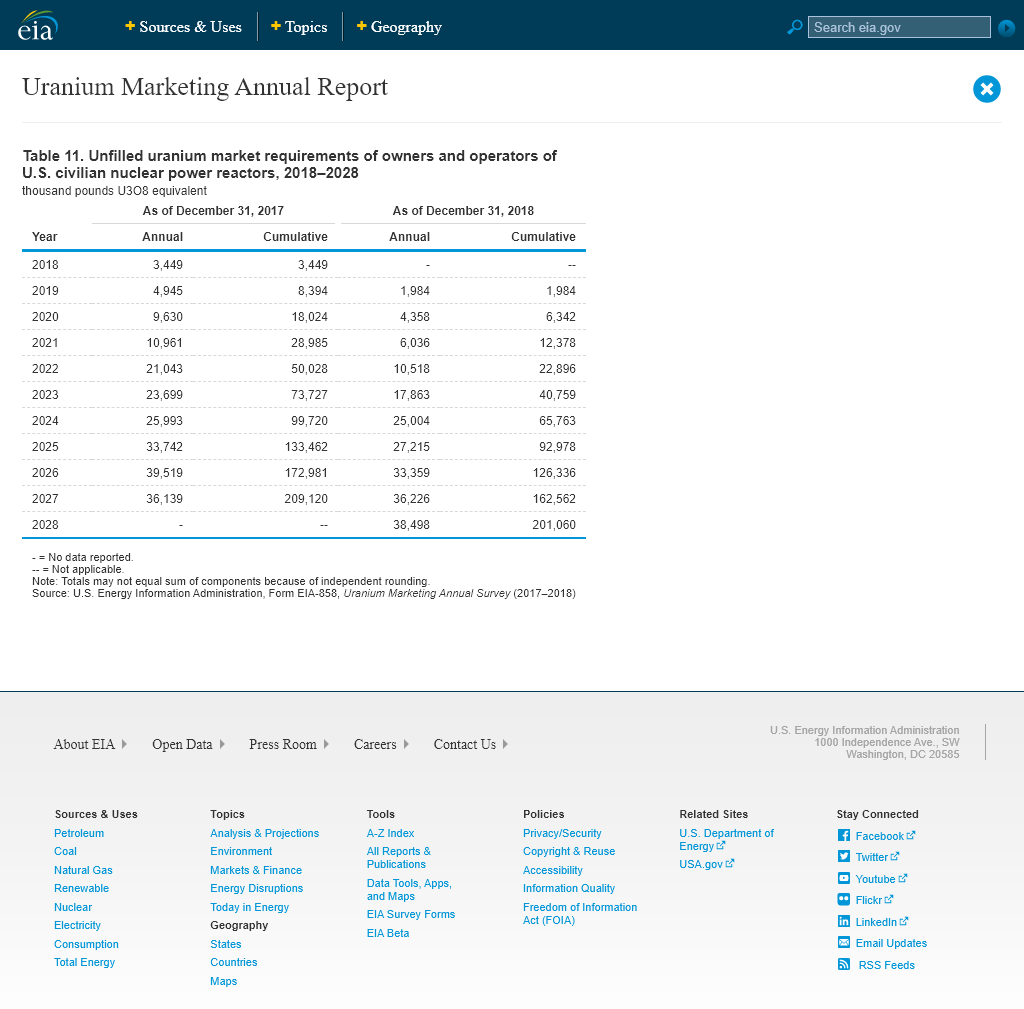 eia
Sources & Uses
Topics
Geography
Search eia.gov
Uranium Marketing Annual Report
Table 11. Unfilled uranium market requirements of owners and operators of
U.S. civilian nuclear power reactors, 2018–2028
thousand pounds U3O8 equivalent
As of December 31, 2017 As of December 31, 2018
Year Annual Cumulative Annual Cumulative
2018 3,449 3,449 - --
2019 4,945 8,394 1,984 1,984
2020 9,630 18,024 4,358 6,342
2021 10,961 28,985 6,036 12,378
2022 21,043 50,028 10,518 22,896
2023 23,699 73,727 17,863 40,759
2024 25,993 99,720 25,004 65,763
2025 33,742 133,462 27,215 92,978
2026 39,519 172,981 33,359 126,336
2027 36,139 209,120 36,226 162,562
2028 - -- 38,498 201,060
- = No data reported.
-- = Not applicable.
Note: Totals may not equal sum of components because of independent rounding.
Source: U.S. Energy Information Administration, Form EIA-858, Uranium Marketing Annual Survey (2017–2018)
About EIA
Open Data
Press Room
Careers
Contact Us
U.S. Energy Information Administration
1000 Independence Ave., SW
Washington, DC 20585
Sources & Uses
Petroleum
Coal
Natural Gas
Renewable
Nuclear
Electricity
Consumption
Total Energy
Topics
Analysis & Projections
Environment
Markets & Finance
Energy Disruptions
Today in Energy
Geography
States
Countries
Maps
Tools
A-Z Index
All Reports &
Publications
Data Tools, Apps,
and Maps
EIA Survey Forms
EIA Beta
Policies
Privacy/Security
Copyright & Reuse
Accessibility
Information Quality
Freedom of Information
Act (FOIA)
Related Sites
U.S. Department of
Energy
USA.gov
Stay Connected
Facebook
Twitter
Youtube
Flickr
LinkedIn
Email Updates
RSS Feeds